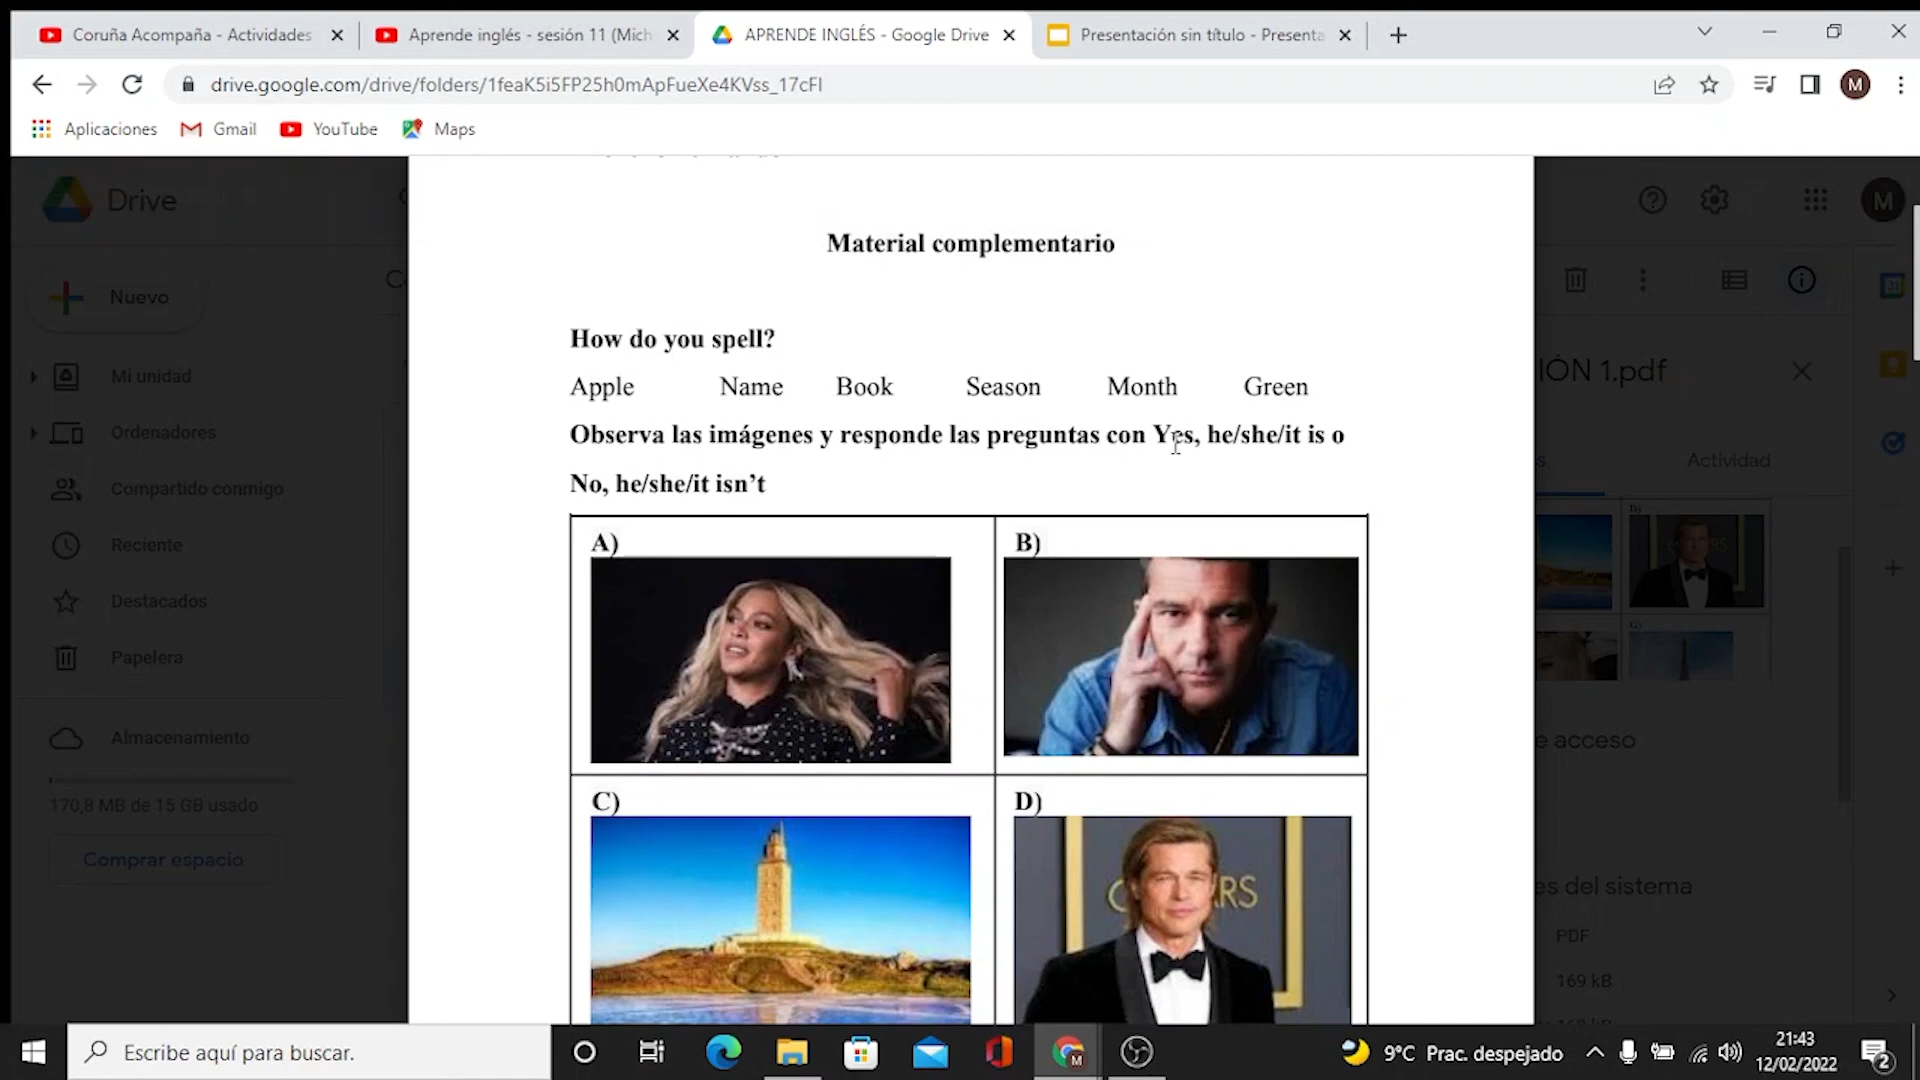 Coruña Acompaña - Actividades
Aprende inglés - sesión 11 (Mich
APRENDE INGLÉS - Google Drive
Presentación sin título - Presenta
drive.google.com/drive/folders/1feaK5i5FP25h0mApFueXe4KVss_17cFI
M
Aplicaciones
Gmail
YouTube
Maps
Drive
M
Nuevo
Mi unidad
Ordenadores
Compartido conmigo
Reciente
Destacados
Papelera
Almacenamiento
170,8 MB de 15 GB usado
Comprar espacio
Material complementario
How do you spell?
Apple Name Book Season Month Green
Observa las imágenes y responde las preguntas con Yes, he/she/it is o
No, he/she/it isn't
A)
B)
C)
D)
IÓN 1.pdf
Actividad
e acceso
es del sistema
PDF
169 kB
Escribe aquí para buscar.
9°C Prac. despejado
21:43
12/02/2022
2